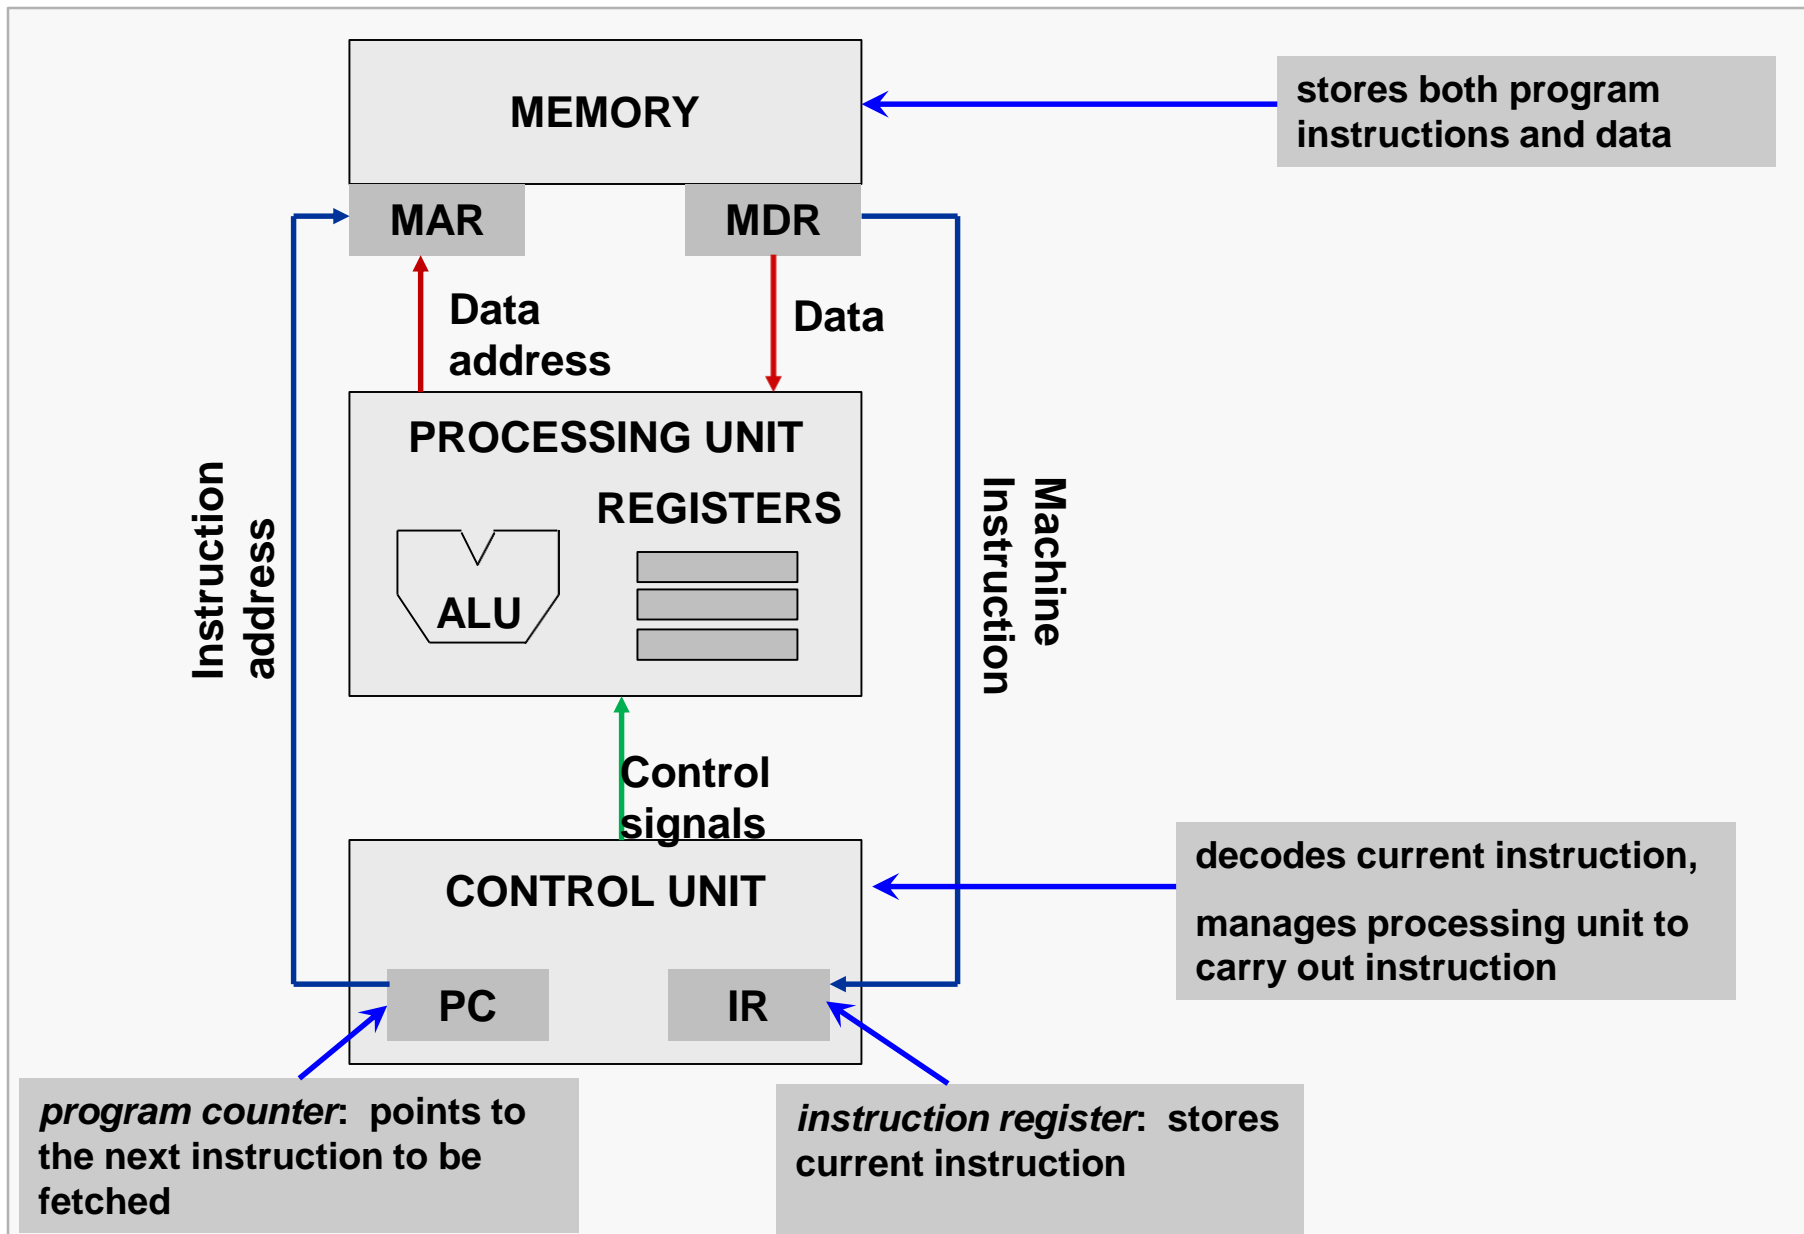 MEMORY
stores both program
instructions and data
MAR
MDR
Data
address
Data
PROCESSING UNIT
REGISTERS
ALU
Instruction
address
Machine
Instruction
Control
signals
CONTROL UNIT
decodes current instruction,
manages processing unit to
carry out instruction
PC
IR
program counter: points to
the next instruction to be
fetched
instruction register: stores
current instruction